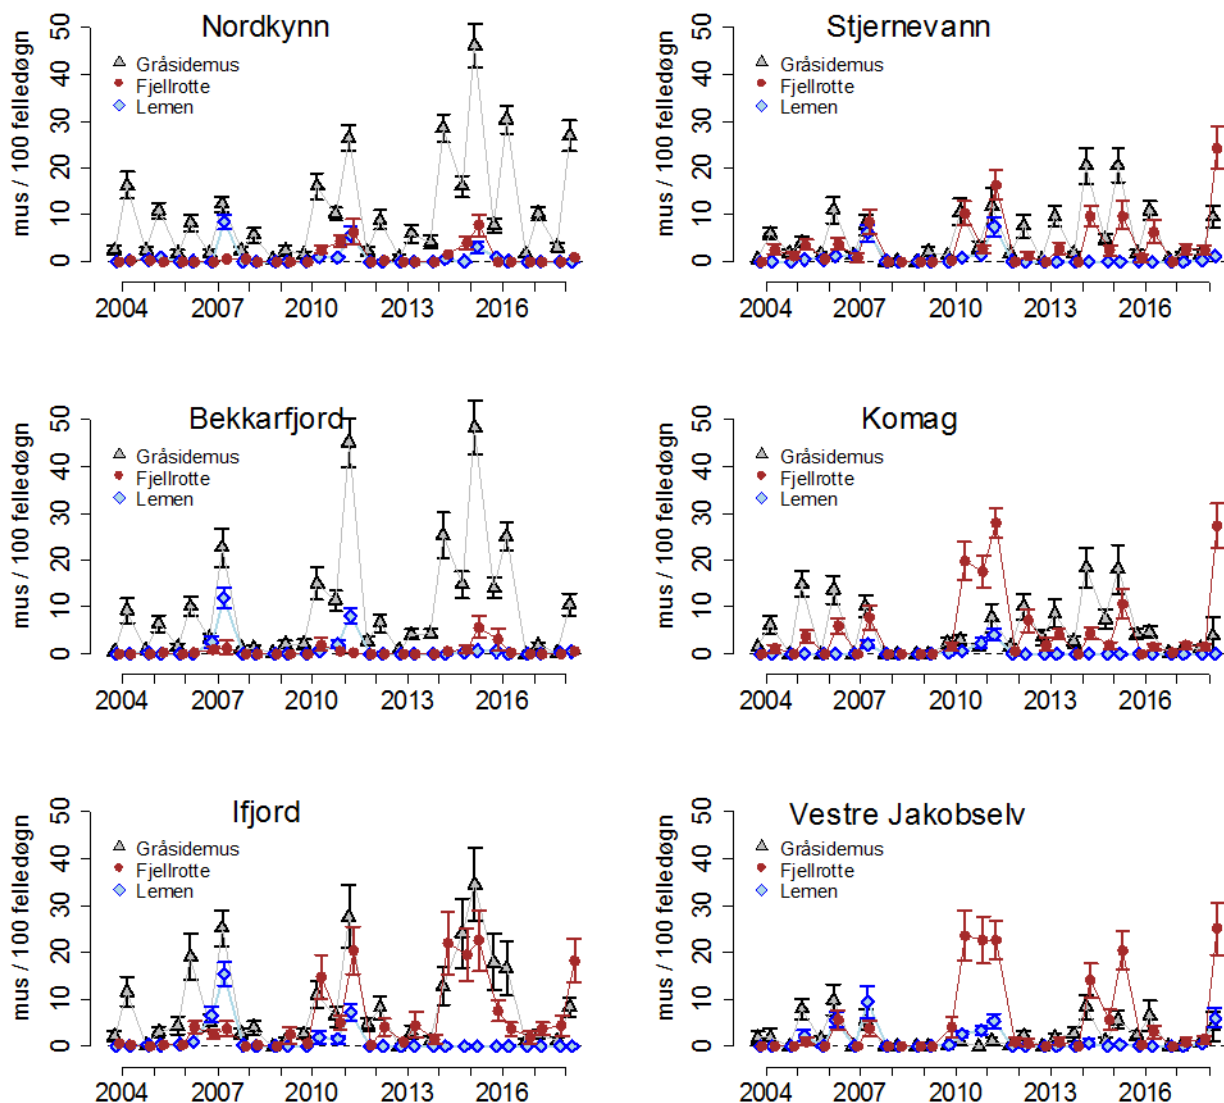 Nordkynn
mus / 100 felledøgn
0 10 20 30 40 50
Gråsidemus
Fjellrotte
Lemen
2004 2007 2010 2013 2016
Stjernevann
mus / 100 felledøgn
0 10 20 30 40 50
Gråsidemus
Fjellrotte
Lemen
2004 2007 2010 2013 2016
Bekkarfjord
mus / 100 felledøgn
0 10 20 30 40 50
Gråsidemus
Fjellrotte
Lemen
2004 2007 2010 2013 2016
Komag
mus / 100 felledøgn
0 10 20 30 40 50
Gråsidemus
Fjellrotte
Lemen
2004 2007 2010 2013 2016
Ifjord
mus / 100 felledøgn
0 10 20 30 40 50
Gråsidemus
Fjellrotte
Lemen
2004 2007 2010 2013 2016
Vestre Jakobselv
mus / 100 felledøgn
0 10 20 30 40 50
Gråsidemus
Fjellrotte
Lemen
2004 2007 2010 2013 2016